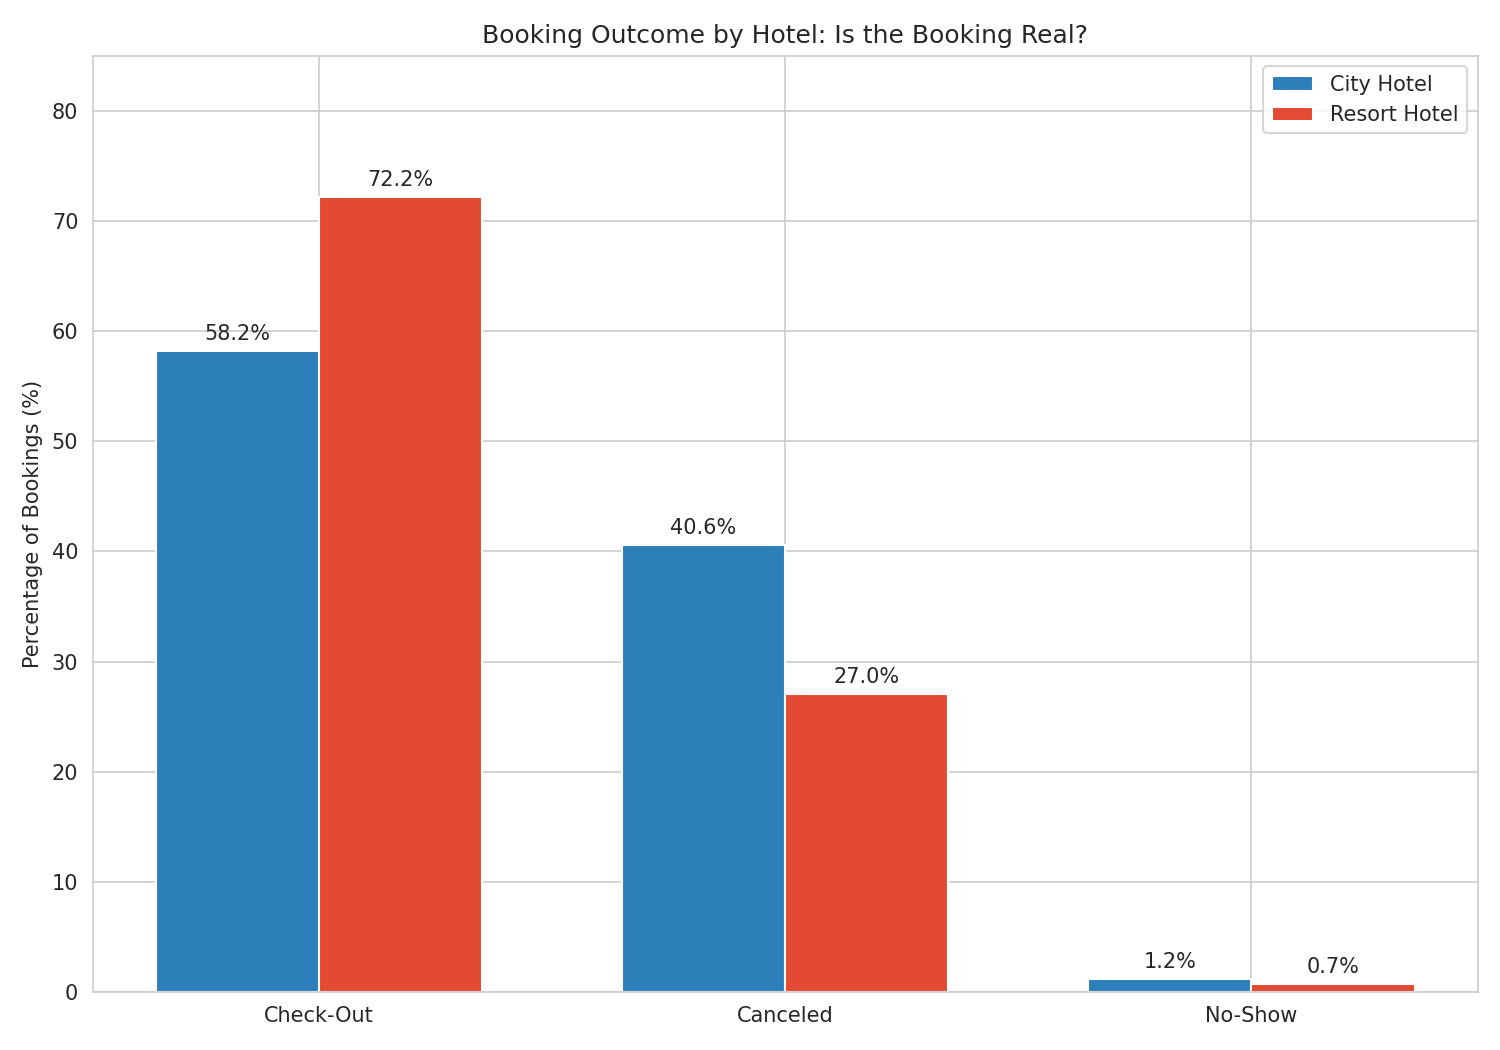 Booking Outcome by Hotel: Is the Booking Real?
City Hotel
Resort Hotel
Percentage of Bookings (%)
80
70
60
50
40
30
20
10
0
58.2%
72.2%
40.6%
27.0%
1.2%
0.7%
Check-Out
Canceled
No-Show